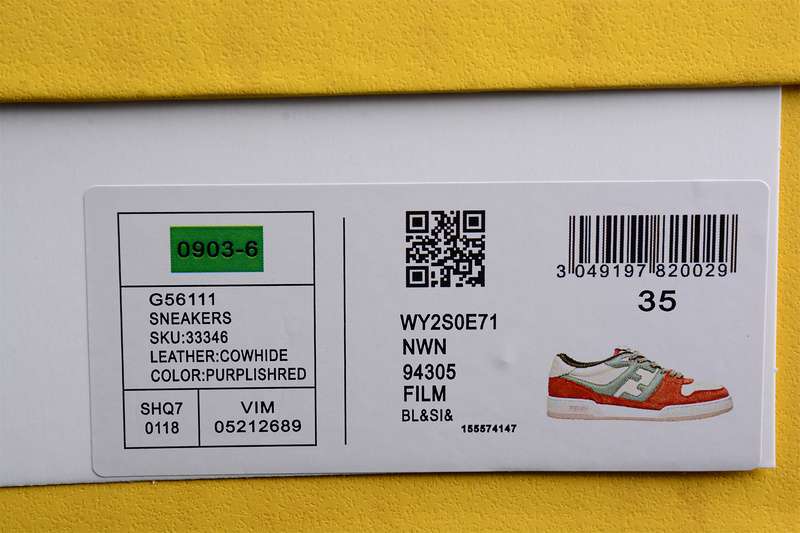 0903-6
G56111
SNEAKERS
SKU:33346
LEATHER:COWHIDE
COLOR:PURPLISHRED
SHQ7
0118
VIM
05212689
WY2S0E71
NWN
94305
FILM
BL&SI&
155574147
3 049197 820029
35